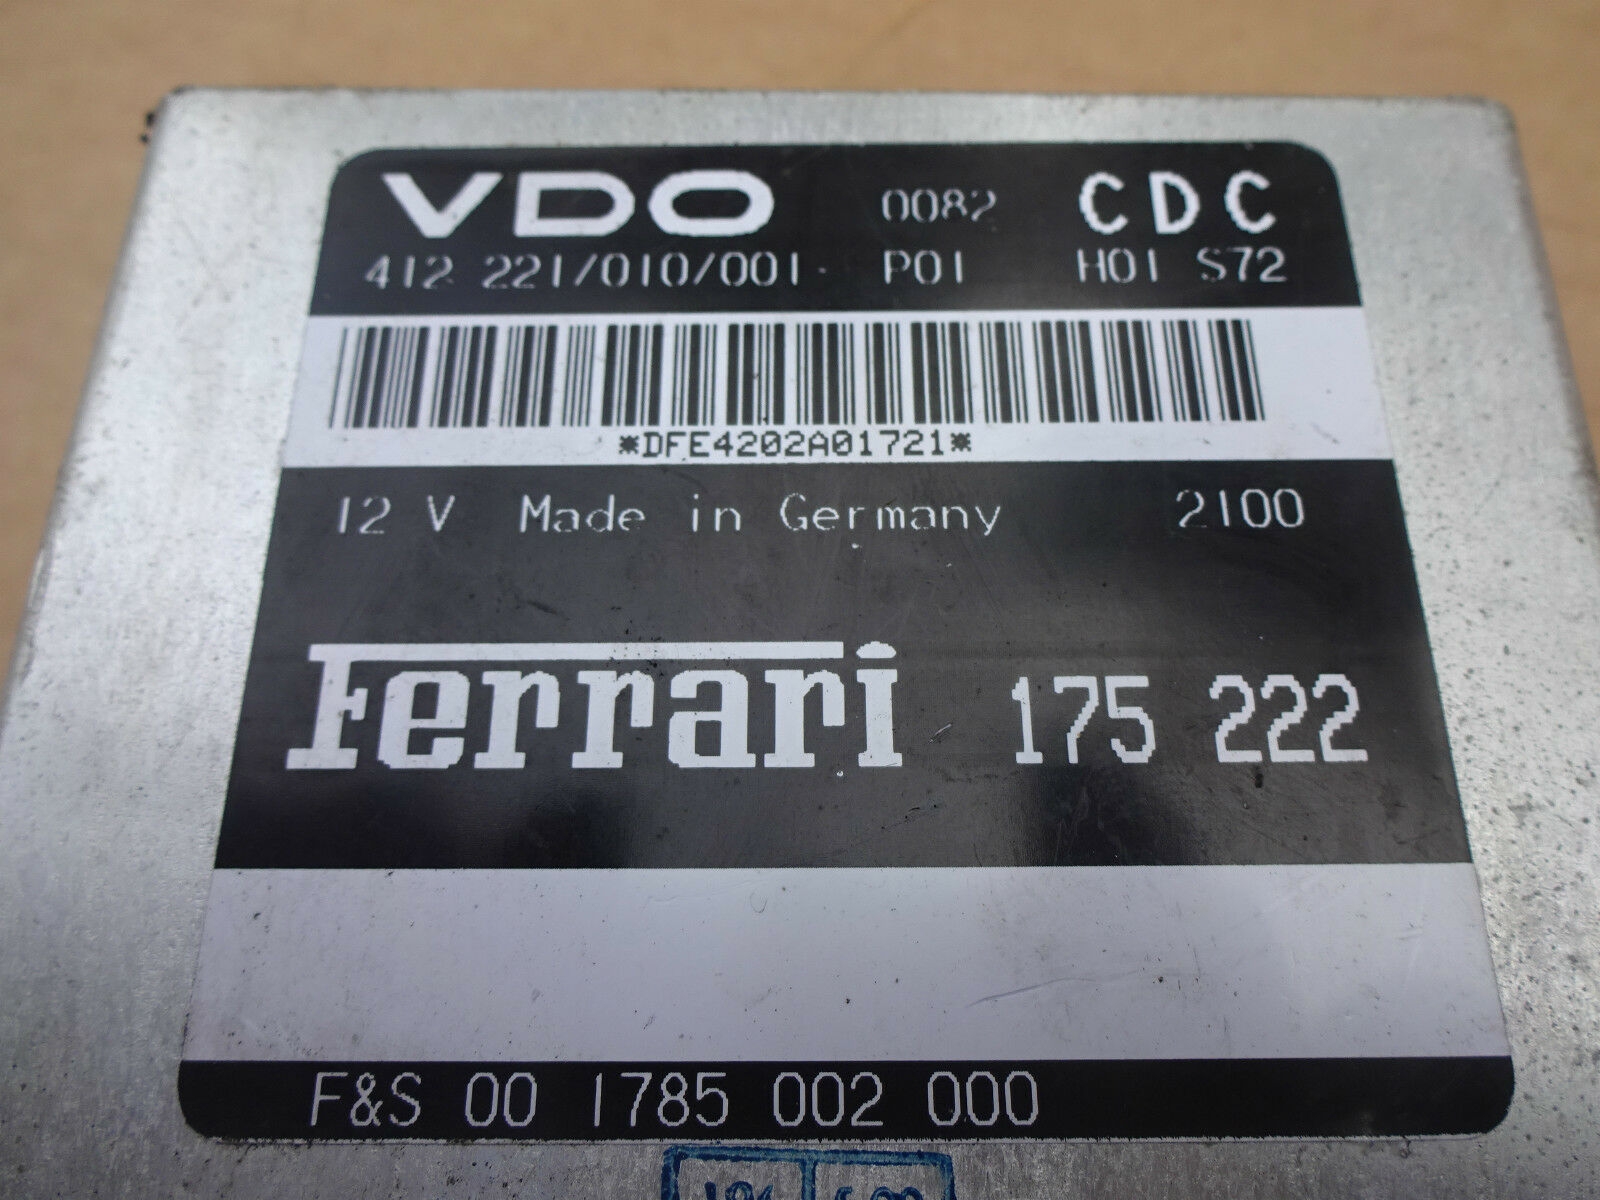 VDO 0082 CDC
412 221/010/001 P01 H01 S72
*DFE4202A01721*
12 V Made in Germany 2100
Ferrari 175 222
F&S 00 1785 002 000